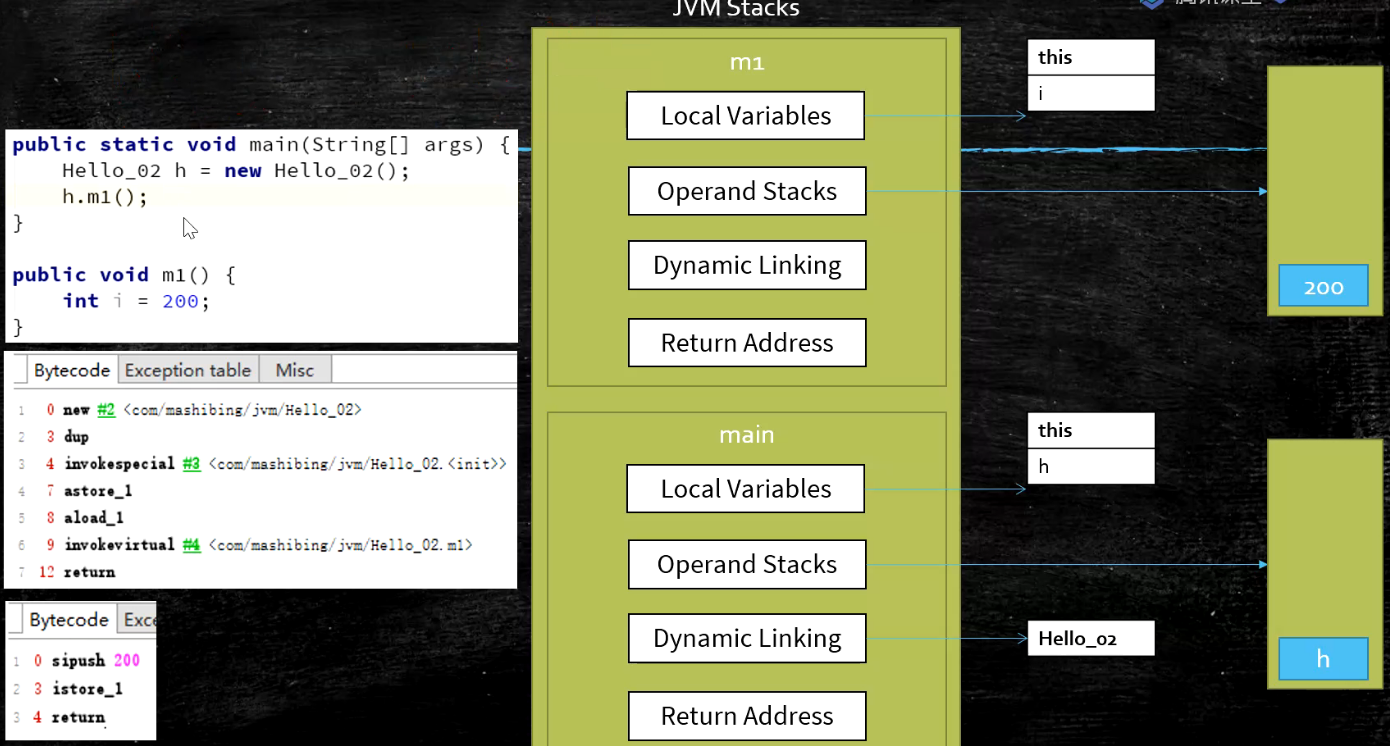 JVM Stacks
public static void main(String[] args) {
Hello_02 h = new Hello_02();
h.m1();
}
public void m1() {
int i = 200;
}
Bytecode Exception table Misc
1 0 new #2 <com/mashibing/jvm/Hello_02>
2 3 dup
3 4 invokespecial #3 <com/mashibing/jvm/Hello_02.<init>>
4 7 astore_1
5 8 aload_1
6 9 invokevirtual #4 <com/mashibing/jvm/Hello_02.m1>
7 12 return
Bytecode Exce
1 0 sipush 200
2 3 istore_1
3 4 return
m1
Local Variables
Operand Stacks
Dynamic Linking
Return Address
this
i
200
main
Local Variables
Operand Stacks
Dynamic Linking
Return Address
this
h
Hello_02
h